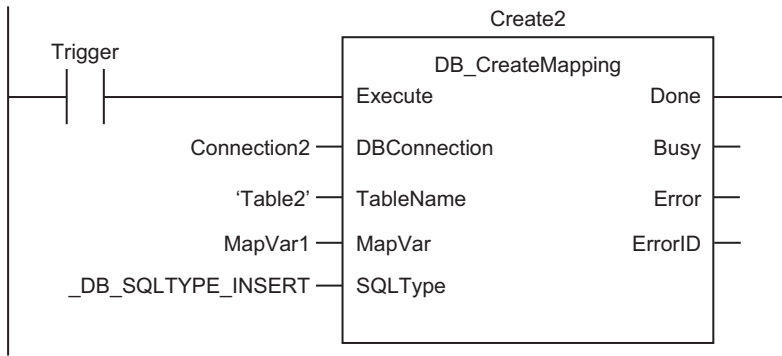 Create2
Trigger
DB_CreateMapping
Execute Done
Connection2 DBConnection Busy
‘Table2’ TableName Error
MapVar1 MapVar ErrorID
_DB_SQLTYPE_INSERT SQLType